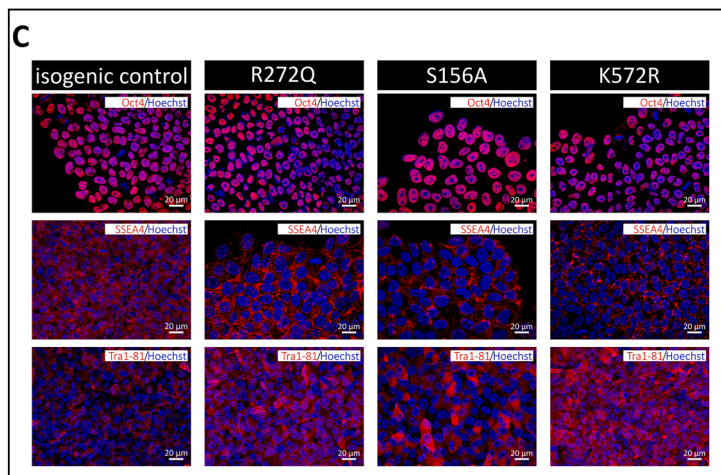 C
isogenic control R272Q S156A K572R
Oct4/Hoechst Oct4/Hoechst Oct4/Hoechst Oct4/Hoechst
20 µm 20 µm 20 µm 20 µm
SSEA4/Hoechst SSEA4/Hoechst SSEA4/Hoechst SSEA4/Hoechst
20 µm 20 µm 20 µm 20 µm
Tra1-81/Hoechst Tra1-81/Hoechst Tra1-81/Hoechst Tra1-81/Hoechst
20 µm 20 µm 20 µm 20 µm